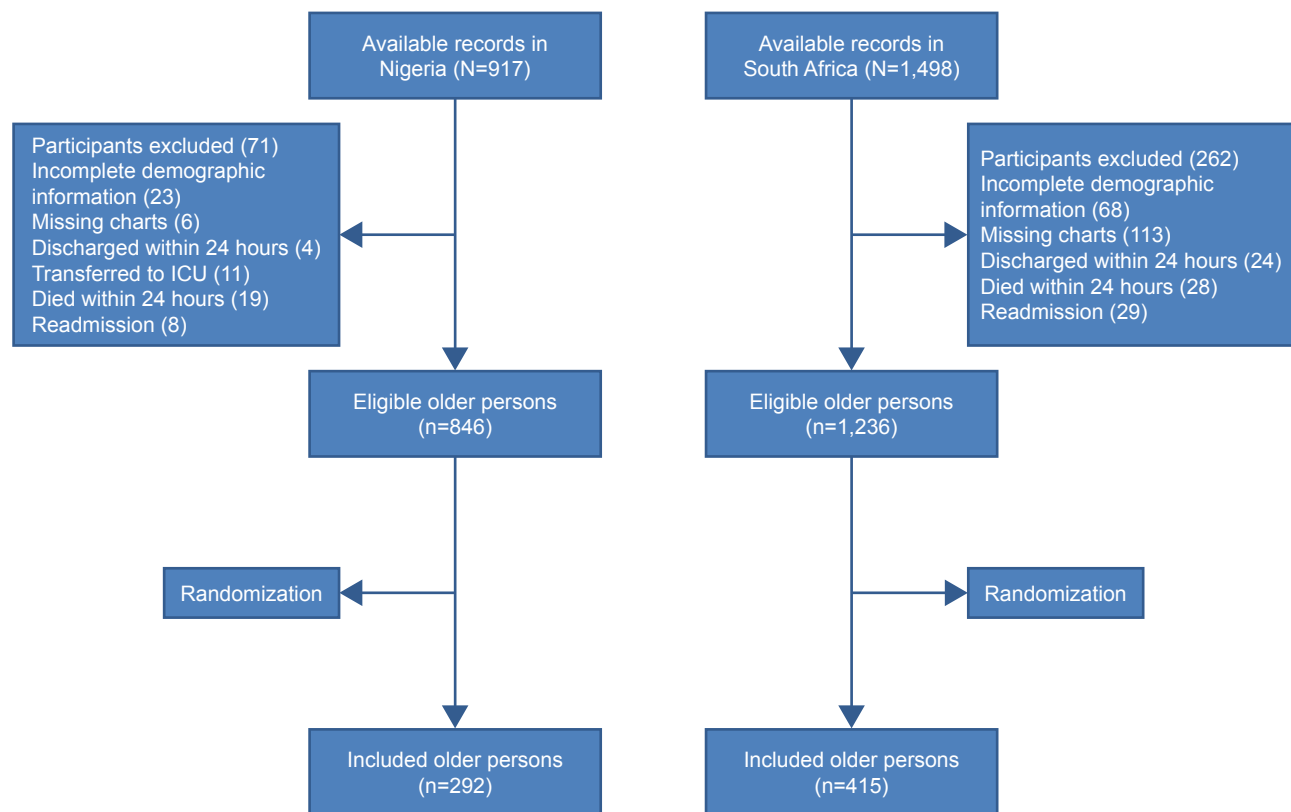 Available records in
Nigeria (N=917)
Available records in
South Africa (N=1,498)
Participants excluded (71)
Incomplete demographic
information (23)
Missing charts (6)
Discharged within 24 hours (4)
Transferred to ICU (11)
Died within 24 hours (19)
Readmission (8)
Participants excluded (262)
Incomplete demographic
information (68)
Missing charts (113)
Discharged within 24 hours (24)
Died within 24 hours (28)
Readmission (29)
Eligible older persons
(n=846)
Eligible older persons
(n=1,236)
Randomization
Randomization
Included older persons
(n=292)
Included older persons
(n=415)